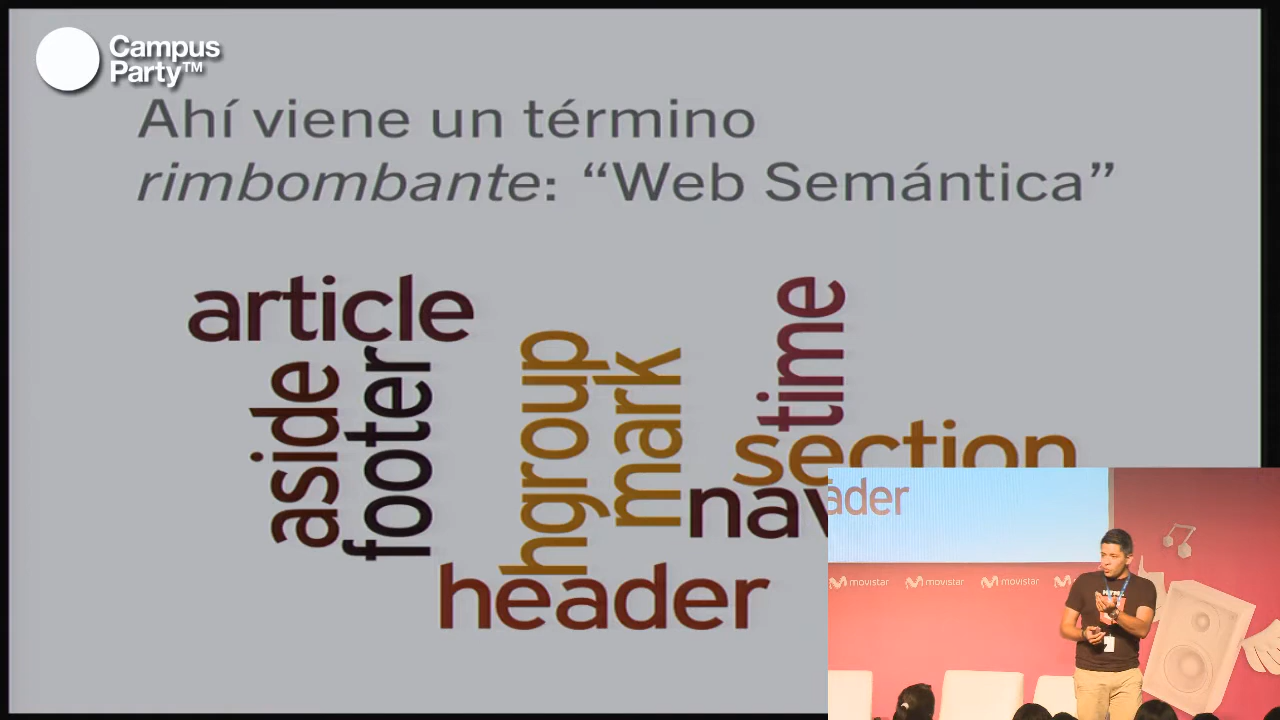 Campus
Party™
Ahí viene un término
rimbombante: “Web Semántica”
article
time
aside
footer
hgroup
mark
section
nav
header
ader
movistar
movistar
movistar
HTML